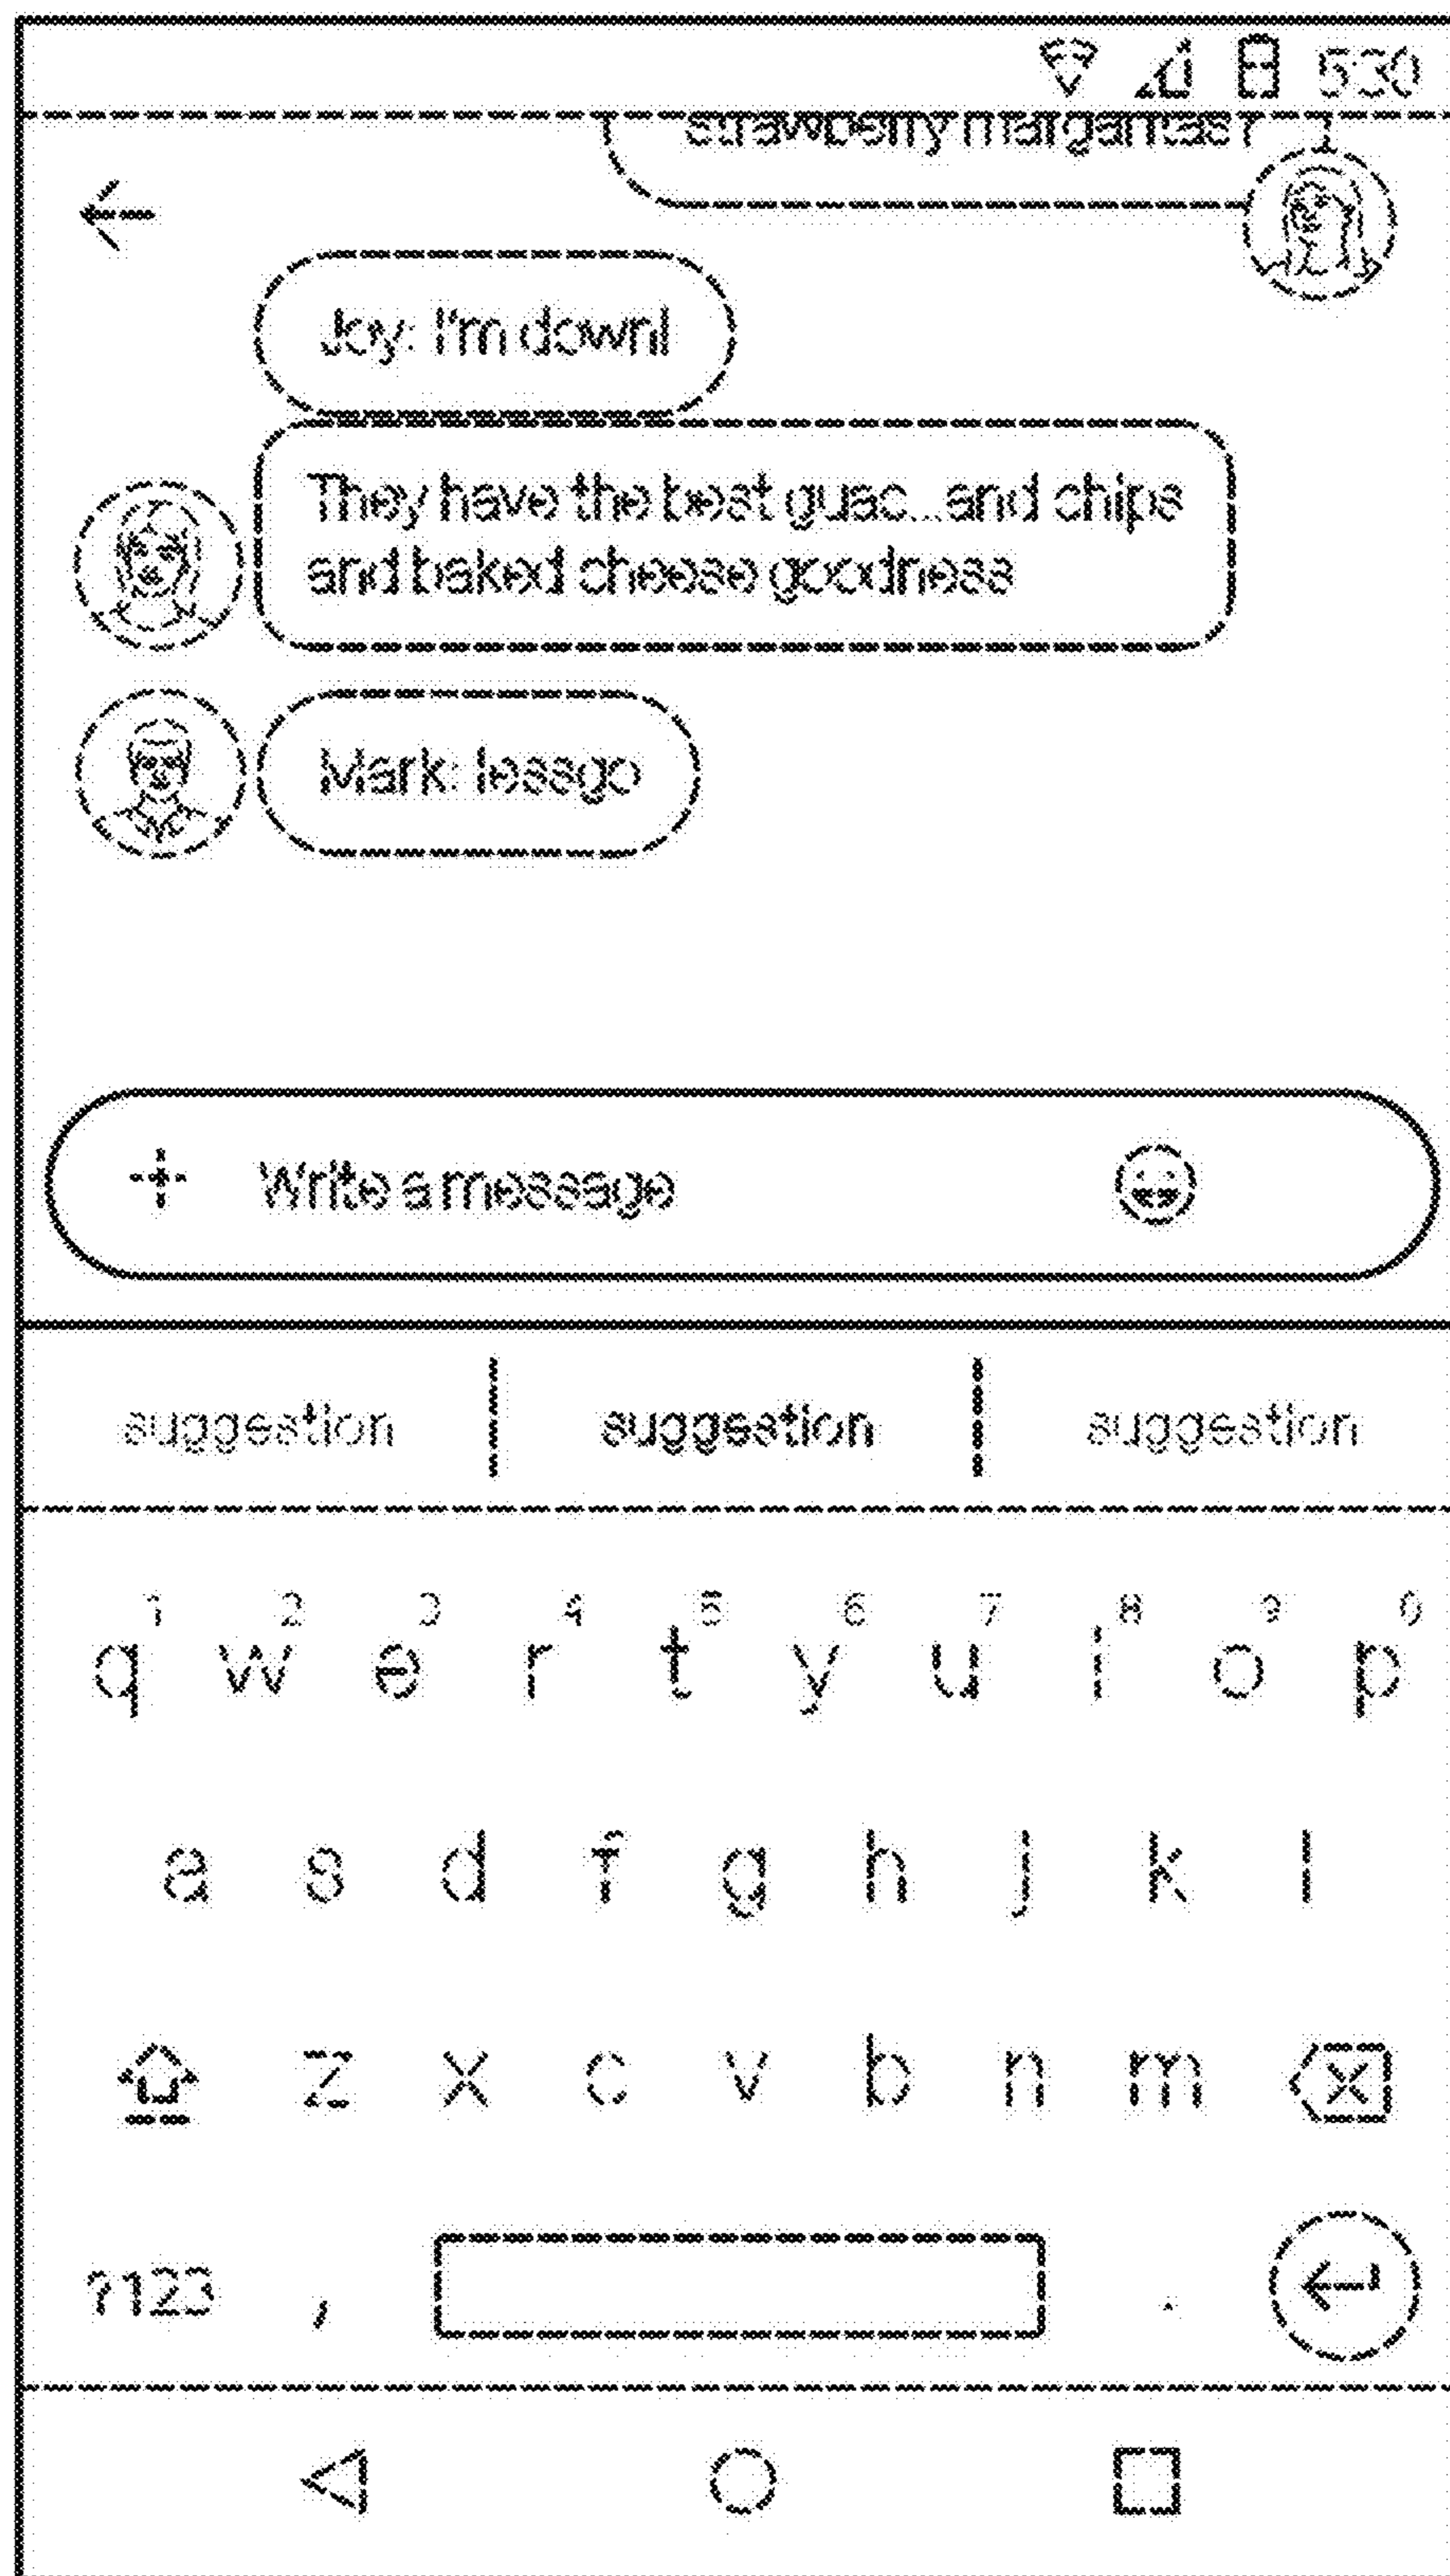 5:30
strawberry margaritas?
Joy: I'm down!
They have the best guac...and chips
and baked cheese goodness
Mark: lessgo
Write a message
suggestion suggestion suggestion
1 2 3 4 5 6 7 8 9 0
q w e r t y u i o p
a s d f g h j k l
z x c v b n m
?123 , .